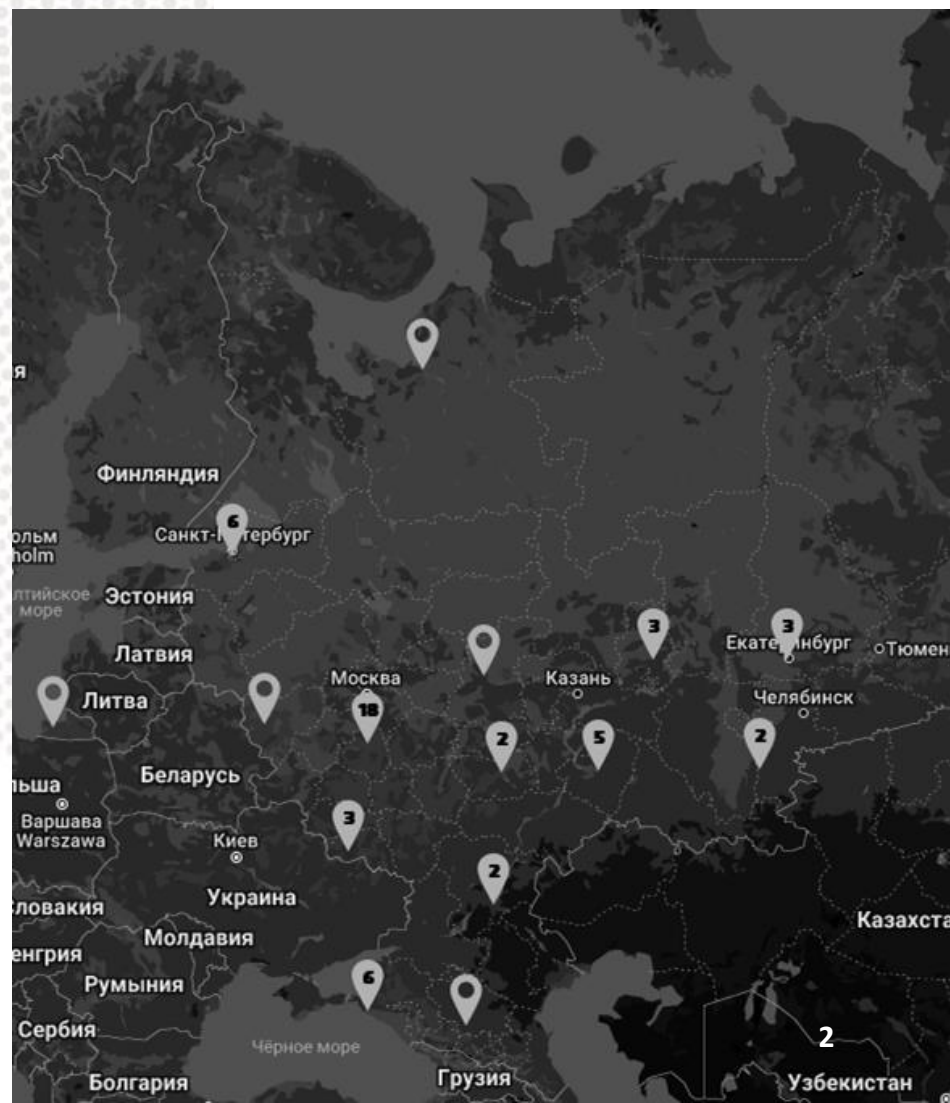 я
Финляндия
6
Санкт-Петербург
ольм
holm
лтийское
море
Эстония
Латвия
3
3
Екатеринбург
Тюмен
Москва
Казань
Литва
18
Челябинск
2
5
2
Беларусь
льша
Варшава
Warszawa
3
Киев
2
Украина
Словакия
Казахста
Молдавия
енгрия
6
Румыния
Сербия
2
Чёрное море
Грузия
Узбекистан
Болгария